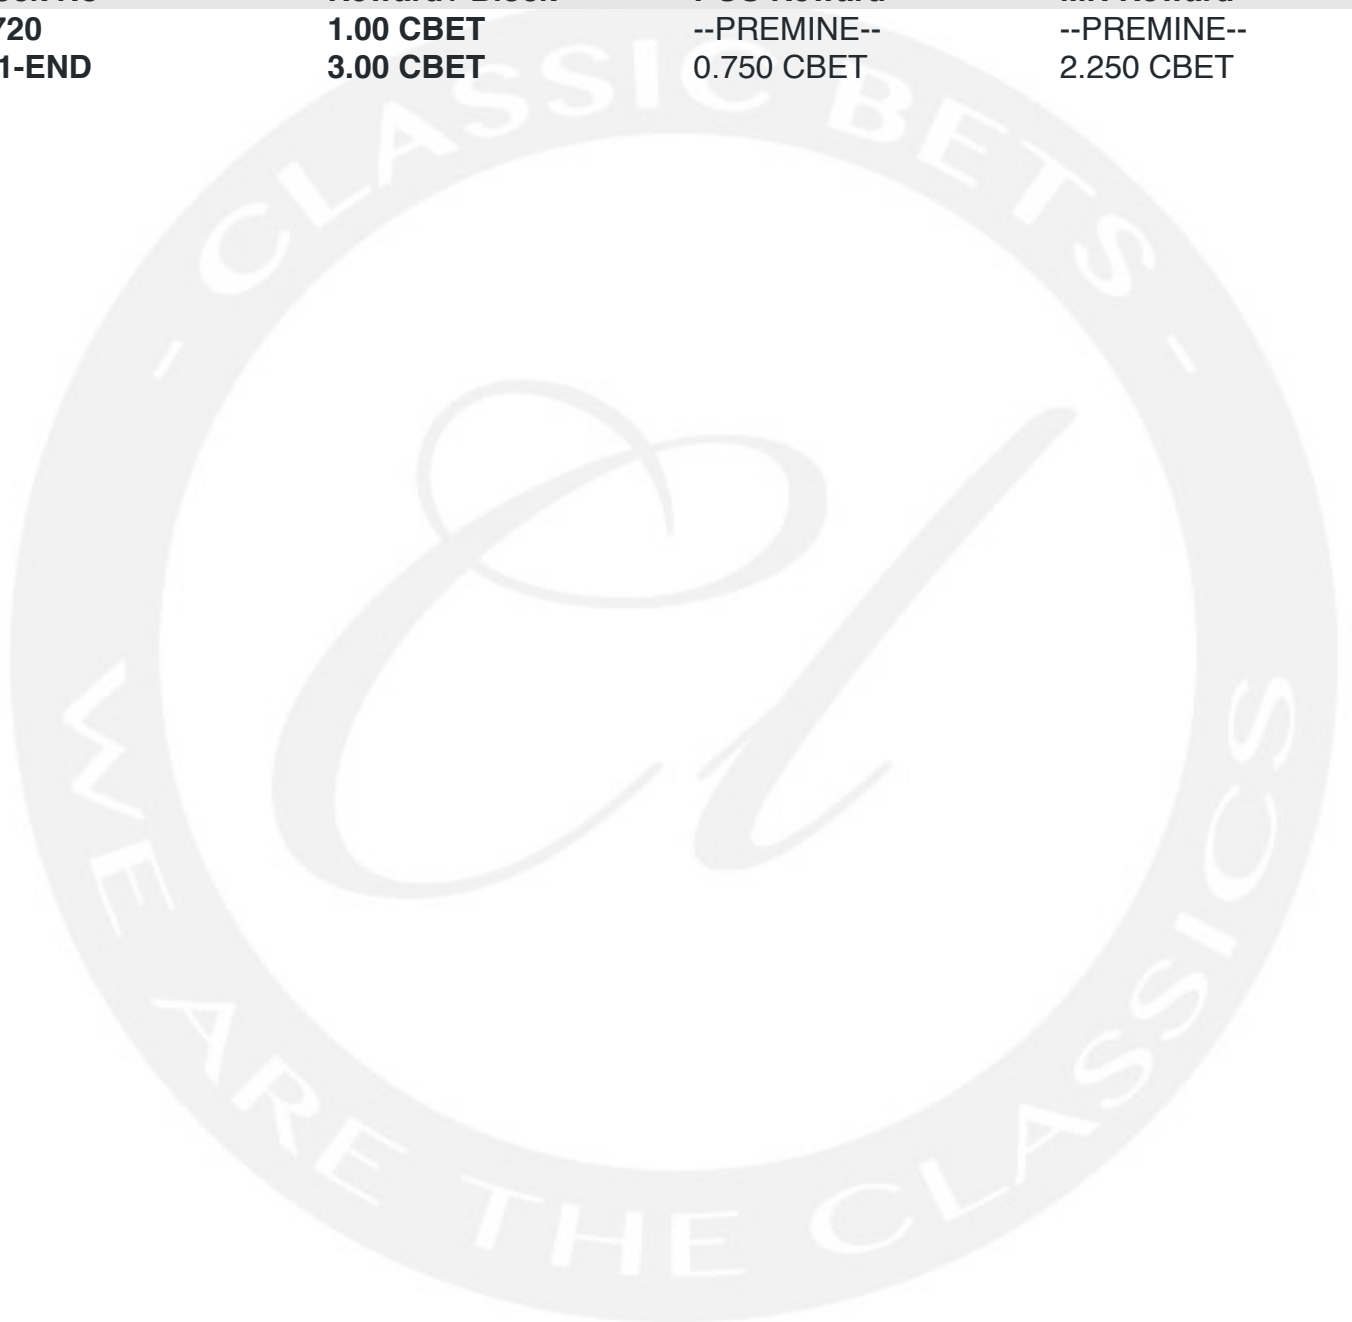 720 1.00 CBET --PREMINE-- --PREMINE--
1-END 3.00 CBET 0.750 CBET 2.250 CBET
- CLASSIC BETS -
Cl
WE ARE THE CLASSICS